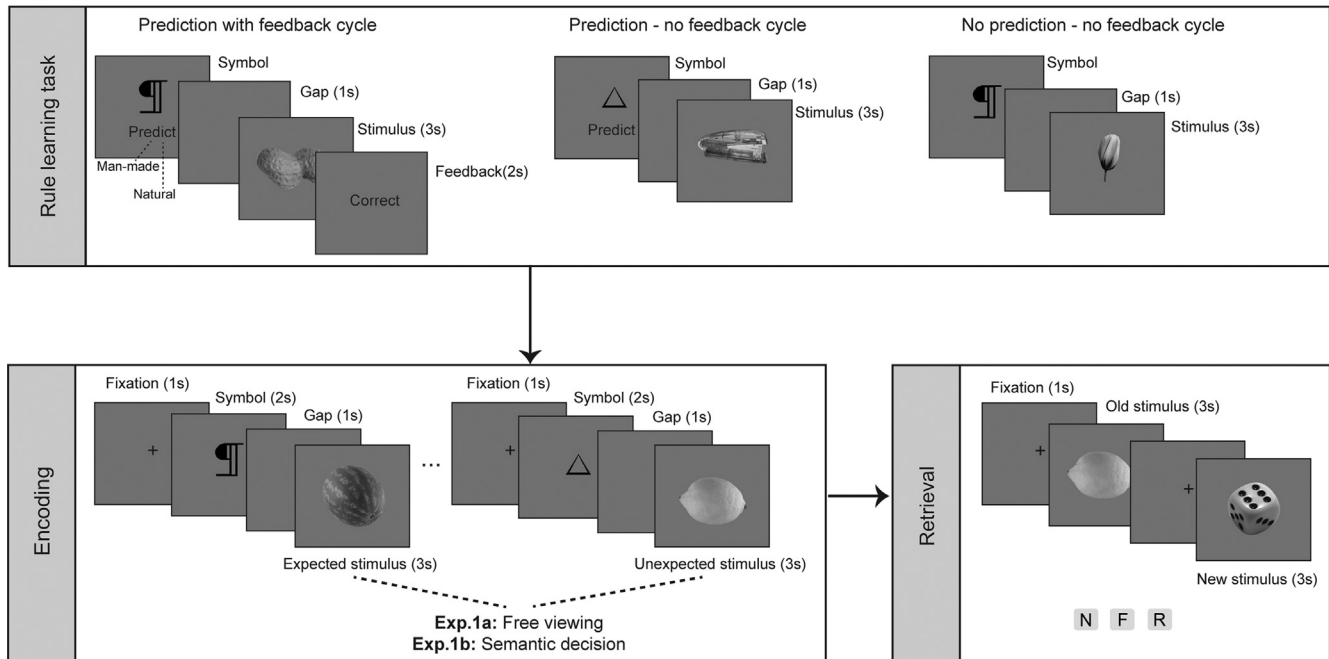 Rule learning task
Prediction with feedback cycle
Symbol
¶
Predict
Man-made
Natural
Gap (1s)
Stimulus (3s)
Feedback(2s)
Correct
Prediction - no feedback cycle
Symbol
Predict
Gap (1s)
Stimulus (3s)
No prediction - no feedback cycle
Symbol
¶
Gap (1s)
Stimulus (3s)
Encoding
Fixation (1s)
+
Symbol (2s)
¶
Gap (1s)
Expected stimulus (3s)
...
Fixation (1s)
+
Symbol (2s)
Gap (1s)
Unexpected stimulus (3s)
Exp.1a: Free viewing
Exp.1b: Semantic decision
Retrieval
Fixation (1s)
+
Old stimulus (3s)
+
New stimulus (3s)
N F R